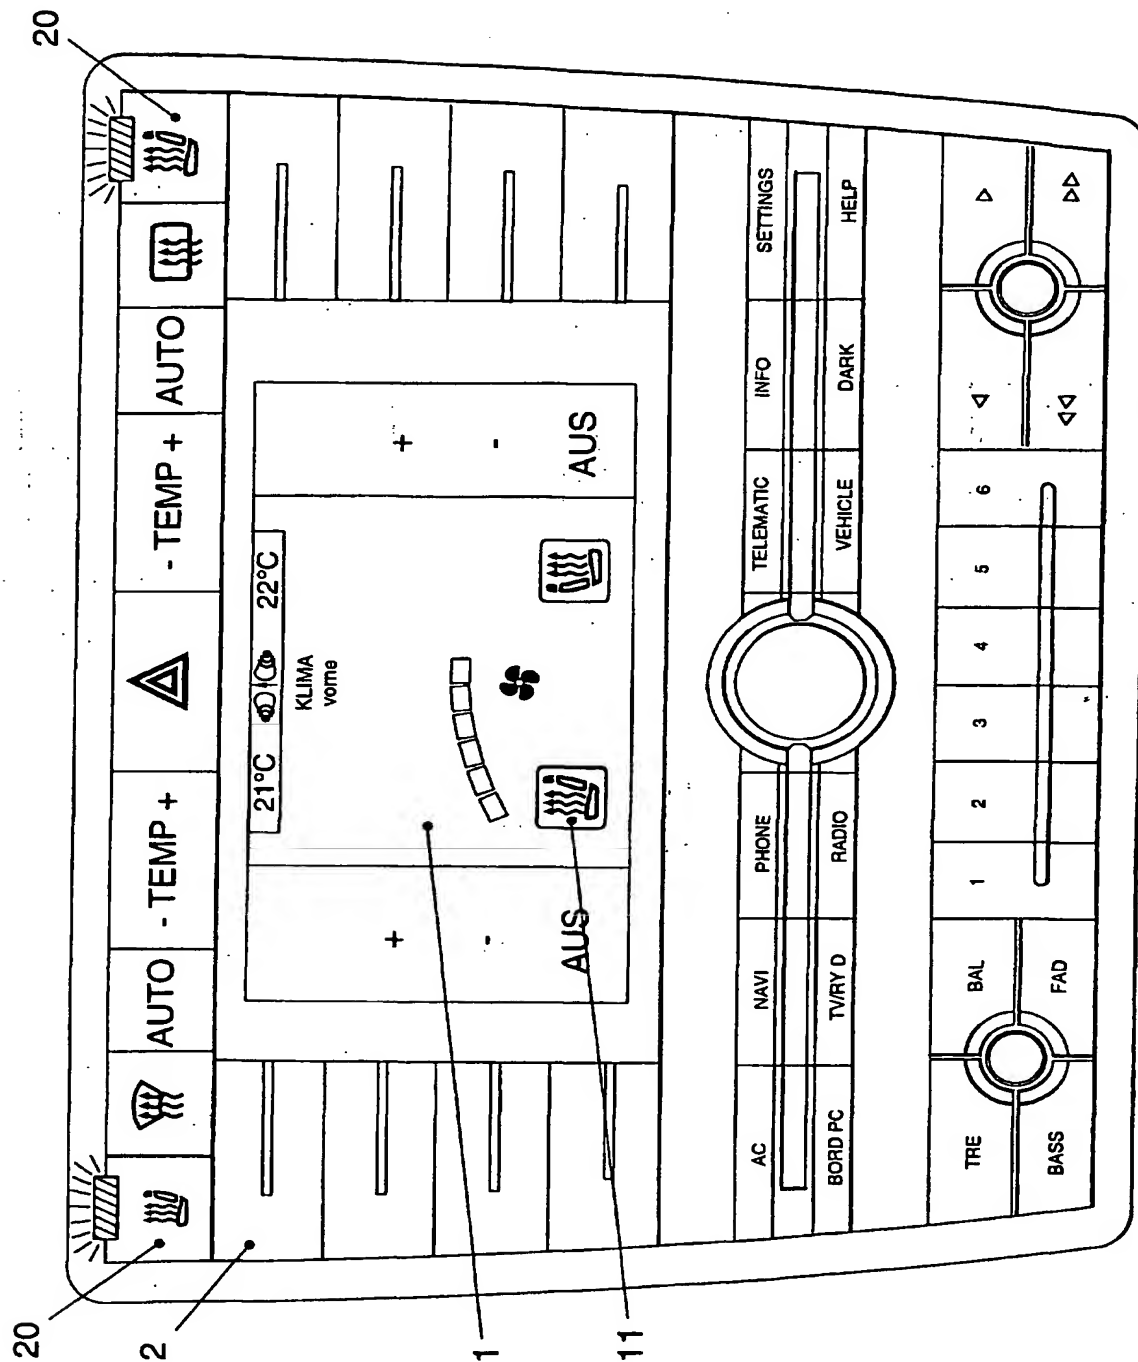 20
20
2
1
11
AUTO
- TEMP +
- TEMP +
AUTO
21°C
22°C
KLIMA
vorne
+
-
AUS
+
-
AUS
AC
NAVI
PHONE
TELEMATIC
INFO
SETTINGS
BORD PC
TV/RY D
RADIO
VEHICLE
DARK
HELP
TRE
BAL
BASS
FAD
1
2
3
4
5
6